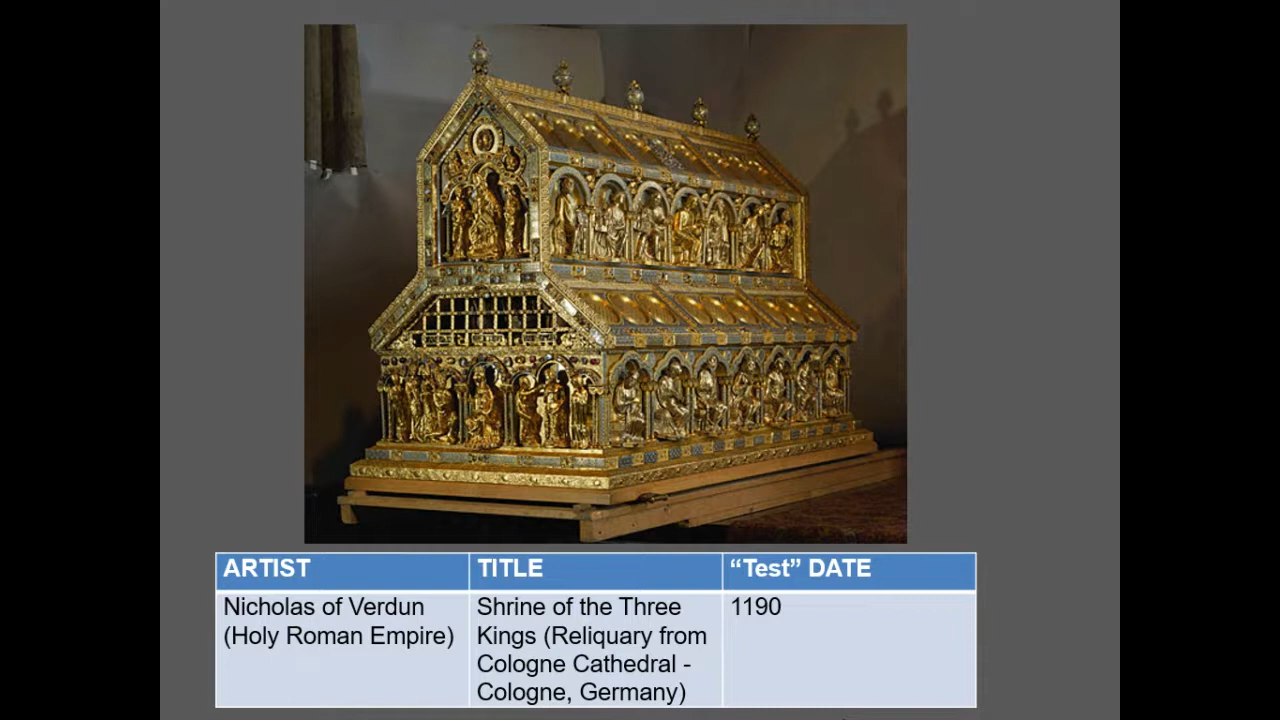 ARTIST
TITLE
“Test” DATE
Nicholas of Verdun
(Holy Roman Empire)
Shrine of the Three
Kings (Reliquary from
Cologne Cathedral -
Cologne, Germany)
1190